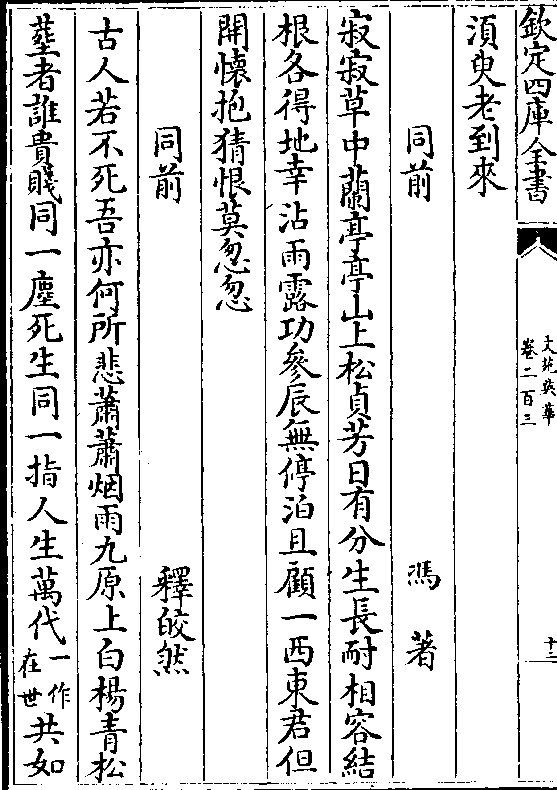 欽定四庫全書
文苑英華
卷二百三
十二
須臾老到來
同前
馮著
寂寂草中蘭亭亭山上松貞芳日有分生長耐相容結
根各得地幸沾雨露功參辰無停泊且顧一西東君但
開懷抱猜恨莫怱怱
同前
釋皎然
古人若不死吾亦何所悲蕭蕭烟雨九原上白楊青松
塟者誰貴賤同一塵死生同一指人生萬代一作在世共如